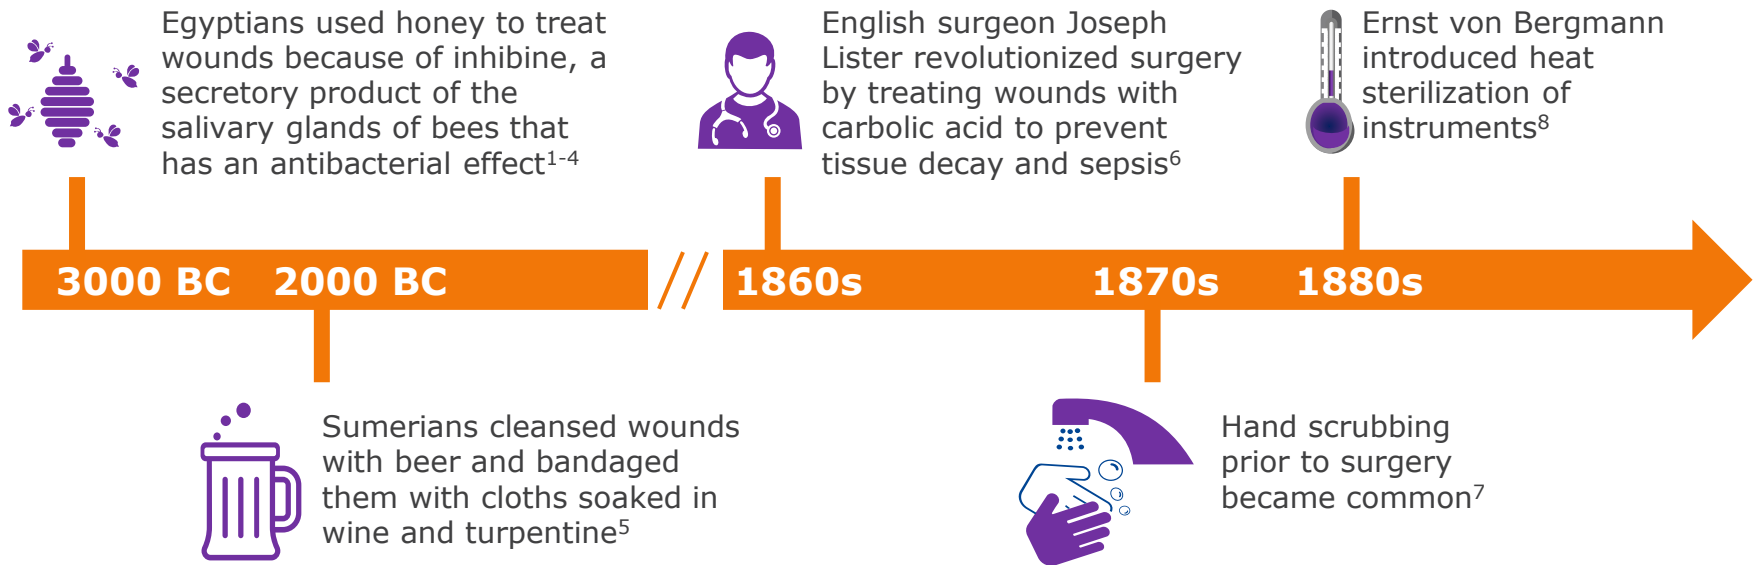 Egyptians used honey to treat
wounds because of inhibine, a
secretory product of the
salivary glands of bees that
has an antibacterial effect1-4
English surgeon Joseph
Lister revolutionized surgery
by treating wounds with
carbolic acid to prevent
tissue decay and sepsis6
Ernst von Bergmann
introduced heat
sterilization of
instruments8
3000 BC
2000 BC
//
1860s
1870s
1880s
Sumerians cleansed wounds
with beer and bandaged
them with cloths soaked in
wine and turpentine5
Hand scrubbing
prior to surgery
became common7